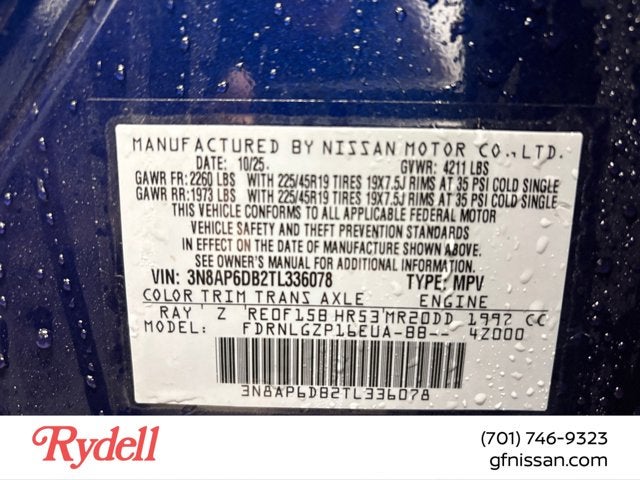 MANUFACTURED BY NISSAN MOTOR CO.,LTD.
DATE: 10/25 GVWR: 4211 LBS
GAWR FR: 2260 LBS WITH 225/45R19 TIRES 19X7.5J RIMS AT 35 PSI COLD SINGLE
GAWR RR: 1973 LBS WITH 225/45R19 TIRES 19X7.5J RIMS AT 35 PSI COLD SINGLE
THIS VEHICLE CONFORMS TO ALL APPLICABLE FEDERAL MOTOR
VEHICLE SAFETY AND THEFT PREVENTION STANDARDS
IN EFFECT ON THE DATE OF MANUFACTURE SHOWN ABOVE.
SEE OWNER'S MANUAL FOR ADDITIONAL INFORMATION.
VIN: 3N8AP6DB2TL336078 TYPE: MPV
COLOR TRIM TRANS AXLE ENGINE
RAY Z RE0F15B HR53 MR20DD 1997 CC
MODEL: FDRNLGZP16EUA-BB-- 4Z000
3N8AP6DB2TL336078
Rydell
(701) 746-9323
gfnissan.com